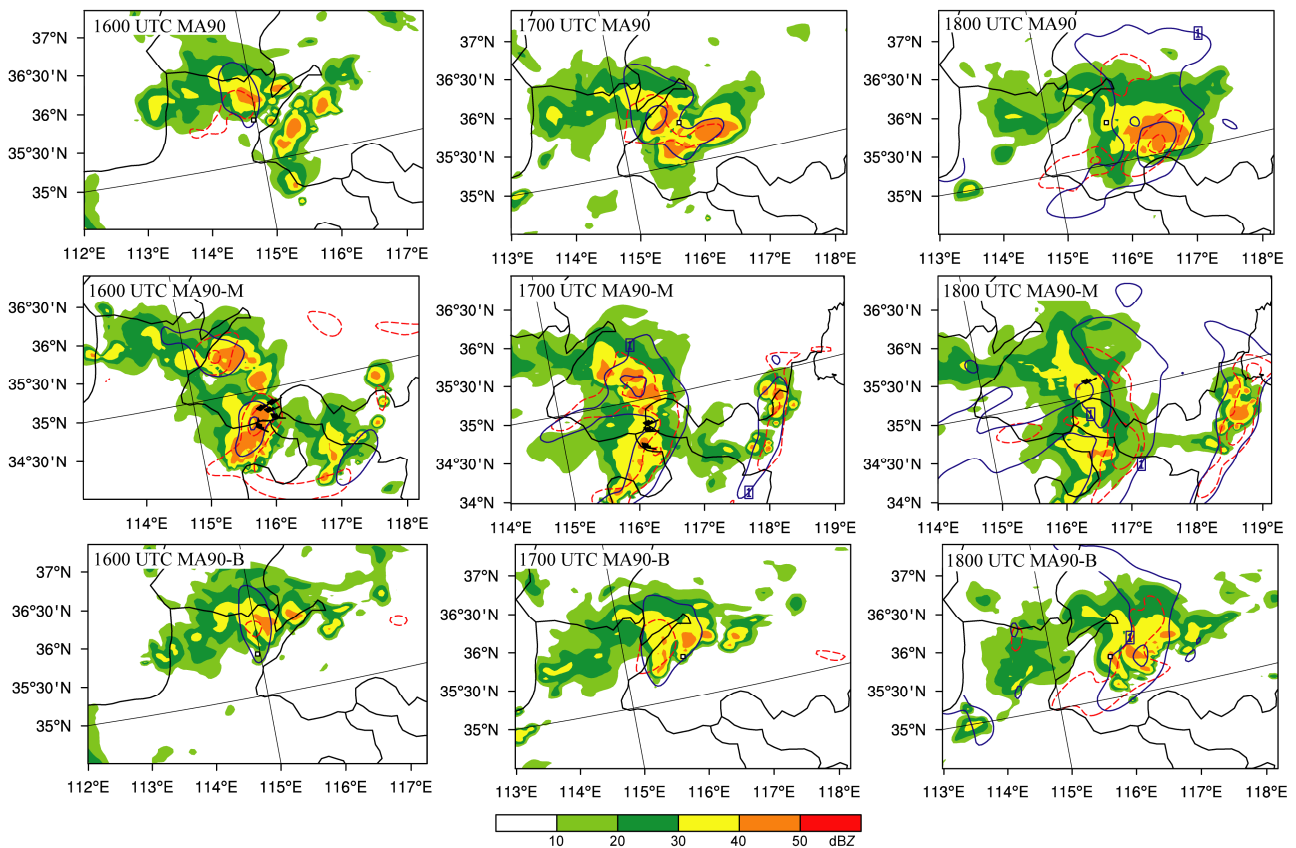 1600 UTC MA90
37°N
36°30'N
36°N
35°30'N
35°N
112°E 113°E 114°E 115°E 116°E 117°E
1700 UTC MA90
37°N
36°30'N
36°N
35°30'N
35°N
113°E 114°E 115°E 116°E 117°E 118°E
1800 UTC MA90
1
37°N
36°30'N
36°N
35°30'N
35°N
113°E 114°E 115°E 116°E 117°E 118°E
1600 UTC MA90-M
36°30'N
36°N
35°30'N
35°N
34°30'N
114°E 115°E 116°E 117°E 118°E
1700 UTC MA90-M
36°30'N
1
36°N
35°30'N
35°N
34°30'N
1
34°N
114°E 115°E 116°E 117°E 118°E 119°E
1800 UTC MA90-M
36°30'N
36°N
35°30'N
1
35°N
34°30'N
1
34°N
114°E 115°E 116°E 117°E 118°E 119°E
1600 UTC MA90-B
37°N
36°30'N
36°N
35°30'N
35°N
112°E 113°E 114°E 115°E 116°E 117°E
1700 UTC MA90-B
37°N
36°30'N
36°N
35°30'N
35°N
113°E 114°E 115°E 116°E 117°E 118°E
1800 UTC MA90-B
37°N
36°30'N
1
36°N
35°30'N
35°N
113°E 114°E 115°E 116°E 117°E 118°E
10 20 30 40 50 dBZ